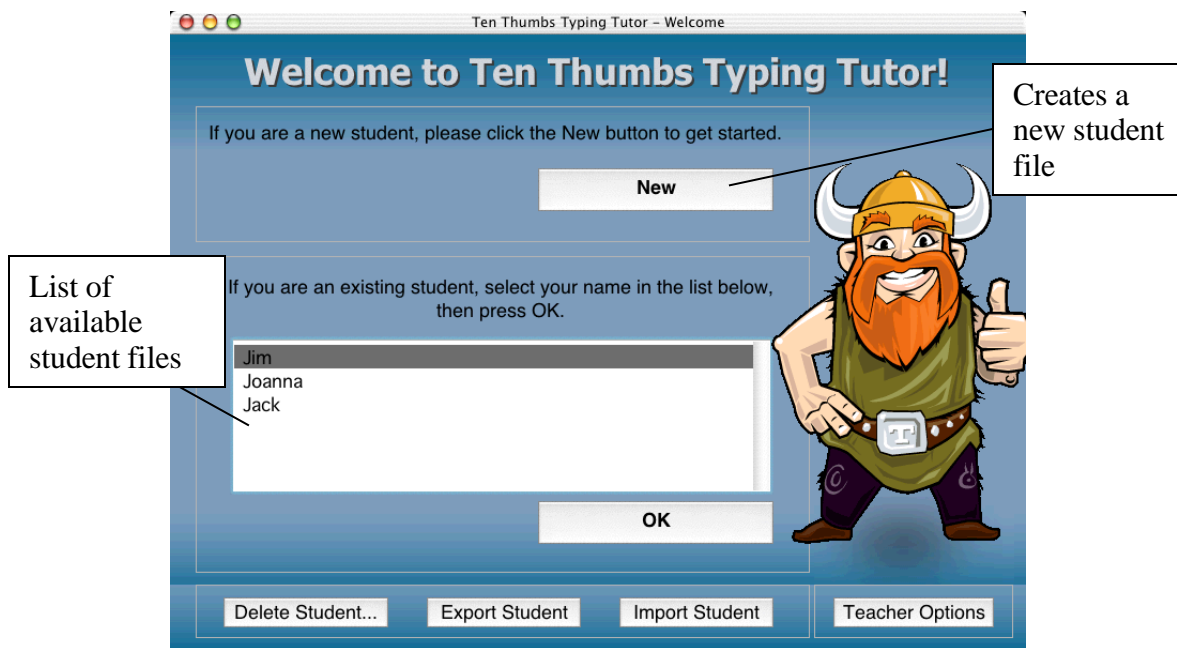 Ten Thumbs Typing Tutor – Welcome
Welcome to Ten Thumbs Typing Tutor!
Creates a
new student
file
If you are a new student, please click the New button to get started.
New
List of
available
student files
If you are an existing student, select your name in the list below,
then press OK.
Jim
Joanna
Jack
T
OK
Delete Student...
Export Student
Import Student
Teacher Options